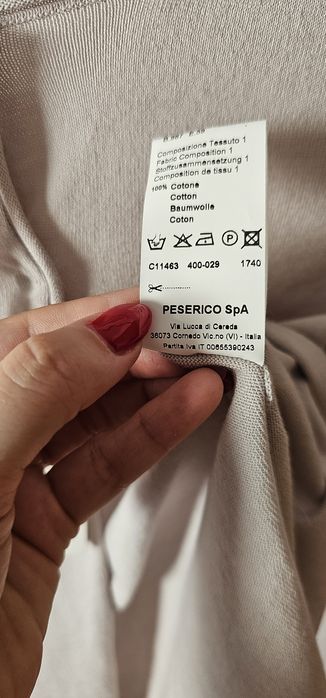 Composizione Tessuto 1
Fabric Composition 1
Stoffzusammensetzung 1
Composition de tissu 1
100% Cotone
Cotton
Baumwolle
Coton
P
C11463 400-029 1740
PESERICO SpA
Via Lucca di Cereda
36073 Cornedo Vic.no (VI) - Italia
Partita Iva IT 00655390243